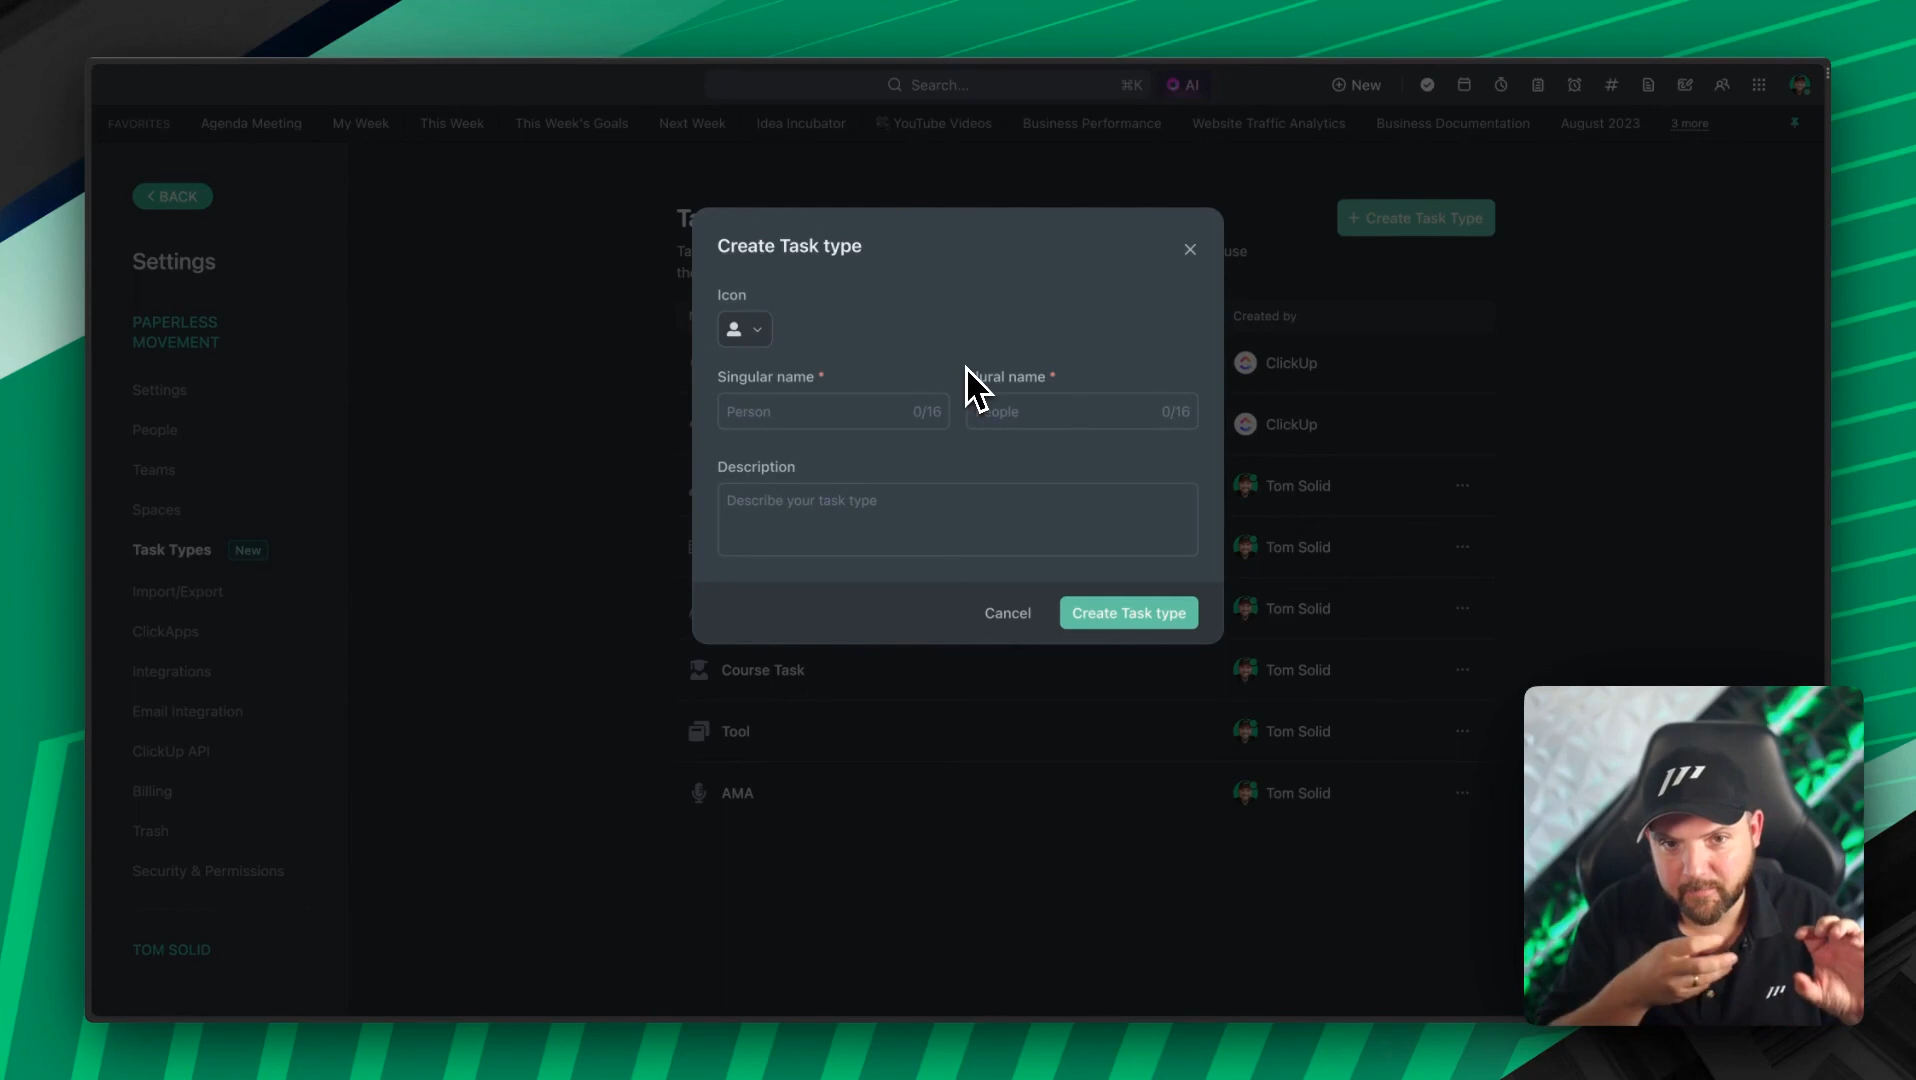 Search...
⌘K
AI
New
FAVORITES
Agenda Meeting
My Week
This Week
This Week's Goals
Next Week
Idea Incubator
YouTube Videos
Business Performance
Website Traffic Analytics
Business Documentation
August 2023
3 more
BACK
Settings
PAPERLESS
MOVEMENT
Settings
People
Teams
Spaces
Task Types
New
Import/Export
ClickApps
Integrations
Email Integration
ClickUp API
Billing
Trash
Security & Permissions
TOM SOLID
+ Create Task Type
use
Created by
ClickUp
ClickUp
Tom Solid
Tom Solid
Tom Solid
Course Task
Tom Solid
Tool
Tom Solid
AMA
Tom Solid
Create Task type
Icon
Singular name *
name *
Person
0/16
0/16
Description
Describe your task type
Cancel
Create Task type